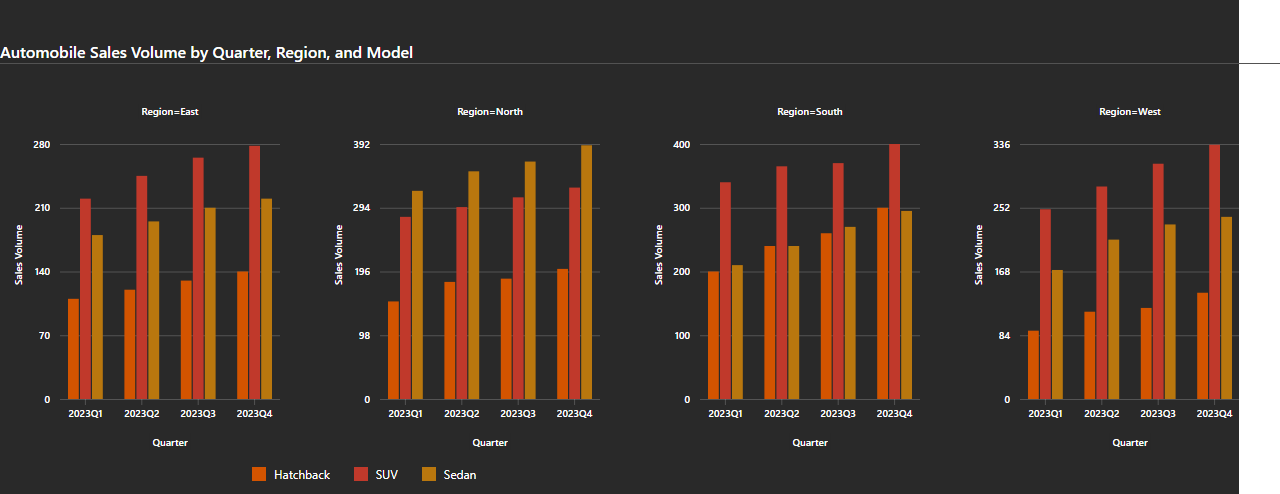 Automobile Sales Volume by Quarter, Region, and Model
Region=East
280
210
140
70
0
Sales Volume
2023Q1 2023Q2 2023Q3 2023Q4
Quarter
Region=North
392
294
196
98
0
Sales Volume
2023Q1 2023Q2 2023Q3 2023Q4
Quarter
Region=South
400
300
200
100
0
Sales Volume
2023Q1 2023Q2 2023Q3 2023Q4
Quarter
Region=West
336
252
168
84
0
Sales Volume
2023Q1 2023Q2 2023Q3 2023Q4
Quarter
Hatchback SUV Sedan